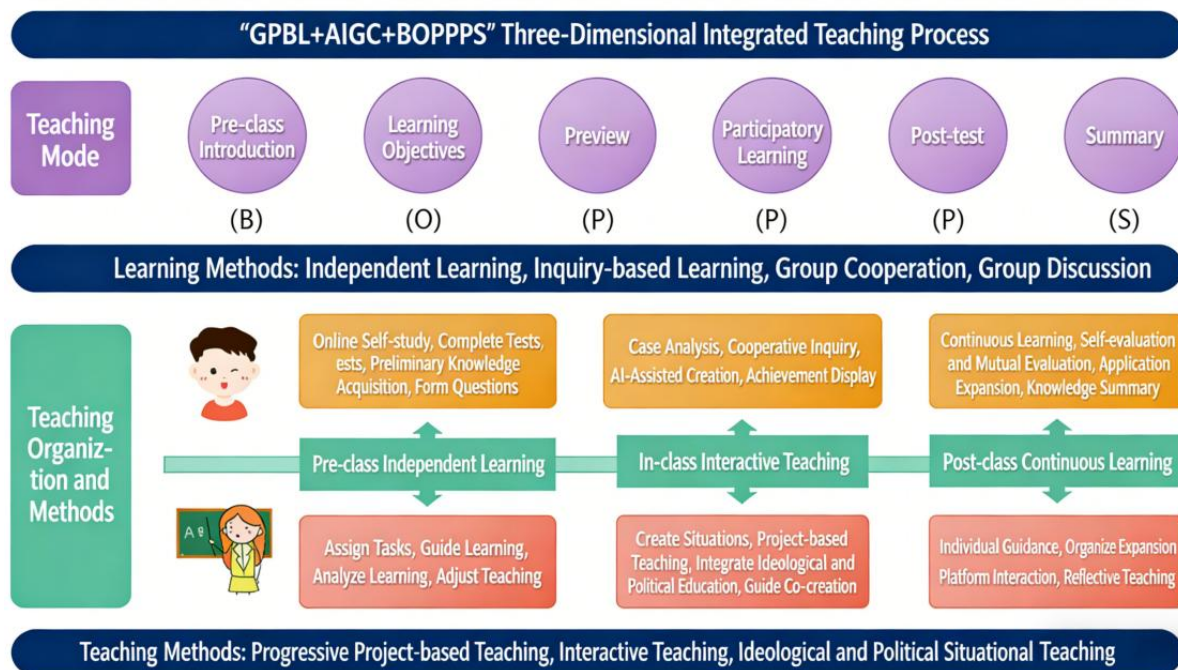 “GPBL+AIGC+BOPPPS” Three-Dimensional Integrated Teaching Process
Teaching
Mode
Pre-class
Introduction
Learning
Objectives
Preview
Participatory
Learning
Post-test
Summary
(B)
(O)
(P)
(P)
(P)
(S)
Learning Methods: Independent Learning, Inquiry-based Learning, Group Cooperation, Group Discussion
Teaching
Organiz-
tion and
Methods
Online Self-study, Complete Tests,
ests, Preliminary Knowledge
Acquisition, Form Questions
Case Analysis, Cooperative Inquiry,
AI-Assisted Creation, Achievement Display
Continuous Learning, Self-evaluation
and Mutual Evaluation, Application
Expansion, Knowledge Summary
Pre-class Independent Learning
In-class Interactive Teaching
Post-class Continuous Learning
Assign Tasks, Guide Learning,
Analyze Learning, Adjust Teaching
Create Situations, Project-based
Teaching, Integrate Ideological and
Political Education, Guide Co-creation
Individual Guidance, Organize Expansion
Platform Interaction, Reflective Teaching
Teaching Methods: Progressive Project-based Teaching, Interactive Teaching, Ideological and Political Situational Teaching